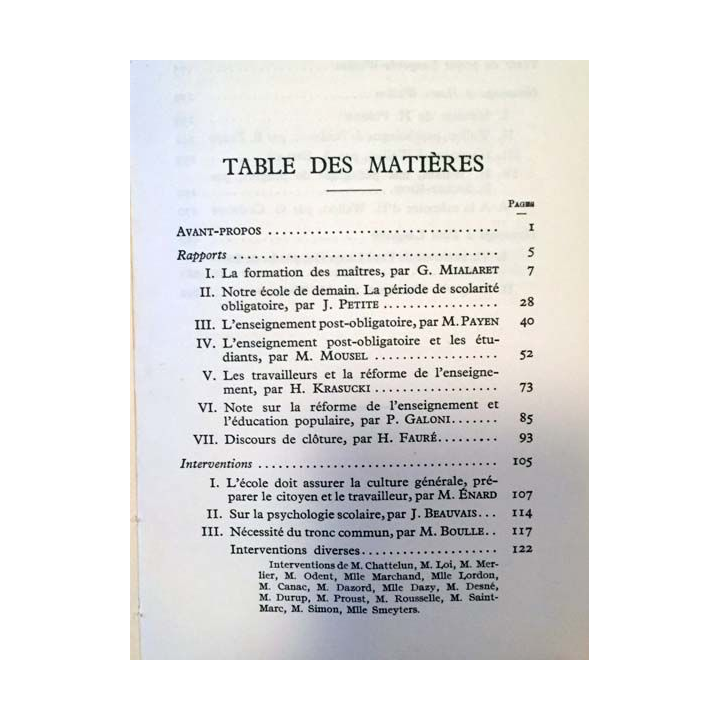 TABLE DES MATIÈRES
PAGES
AVANT-PROPOS ................................. 1
Rapports ..................................... 5
I. La formation des maîtres, par G. MIALARET 7
II. Notre école de demain. La période de scolarité
obligatoire, par J. PETITE ................ 28
III. L'enseignement post-obligatoire, par M. PAYEN 40
IV. L'enseignement post-obligatoire et les étu-
diants, par M. MOUSEL ................. 52
V. Les travailleurs et la réforme de l'enseigne-
ment, par H. KRASUCKI .................. 73
VI. Note sur la réforme de l'enseignement et
l'éducation populaire, par P. GALONI....... 85
VII. Discours de clôture, par H. FAURÉ......... 93
Interventions ................................... 105
I. L'école doit assurer la culture générale, pré-
parer le citoyen et le travailleur, par M. ÉNARD 107
II. Sur la psychologie scolaire, par J. BEAUVAIS... 114
III. Nécessité du tronc commun, par M. BOULLE.. 117
Interventions diverses .................... 122
Interventions de M. Chattelun, M. Loi, M. Mer-
lier, M. Odent, Mlle Marchand, Mlle Lordon,
M. Canac, M. Dazord, Mlle Dazy, M. Desné,
M. Durup, M. Proust, M. Rousselle, M. Saint-
Marc, M. Simon, Mlle Smeyters.